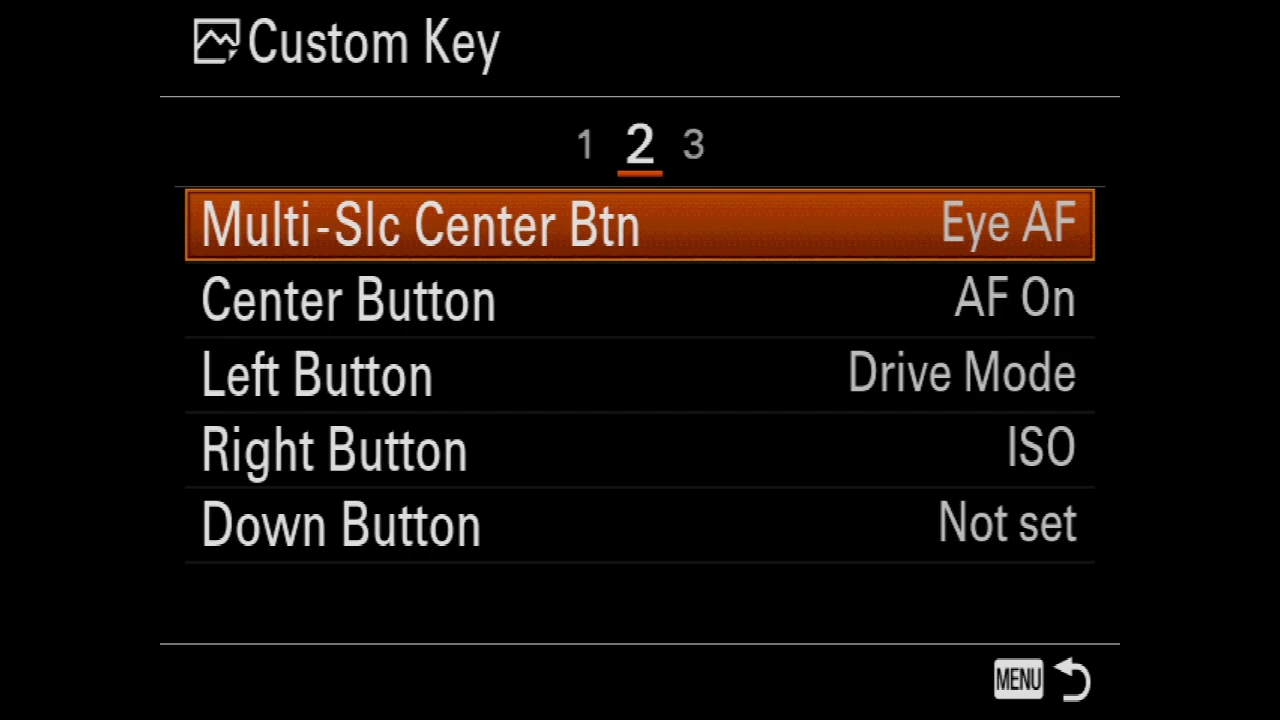 Custom Key
1 2 3
Multi-Slc Center Btn Eye AF
Center Button AF On
Left Button Drive Mode
Right Button ISO
Down Button Not set
MENU